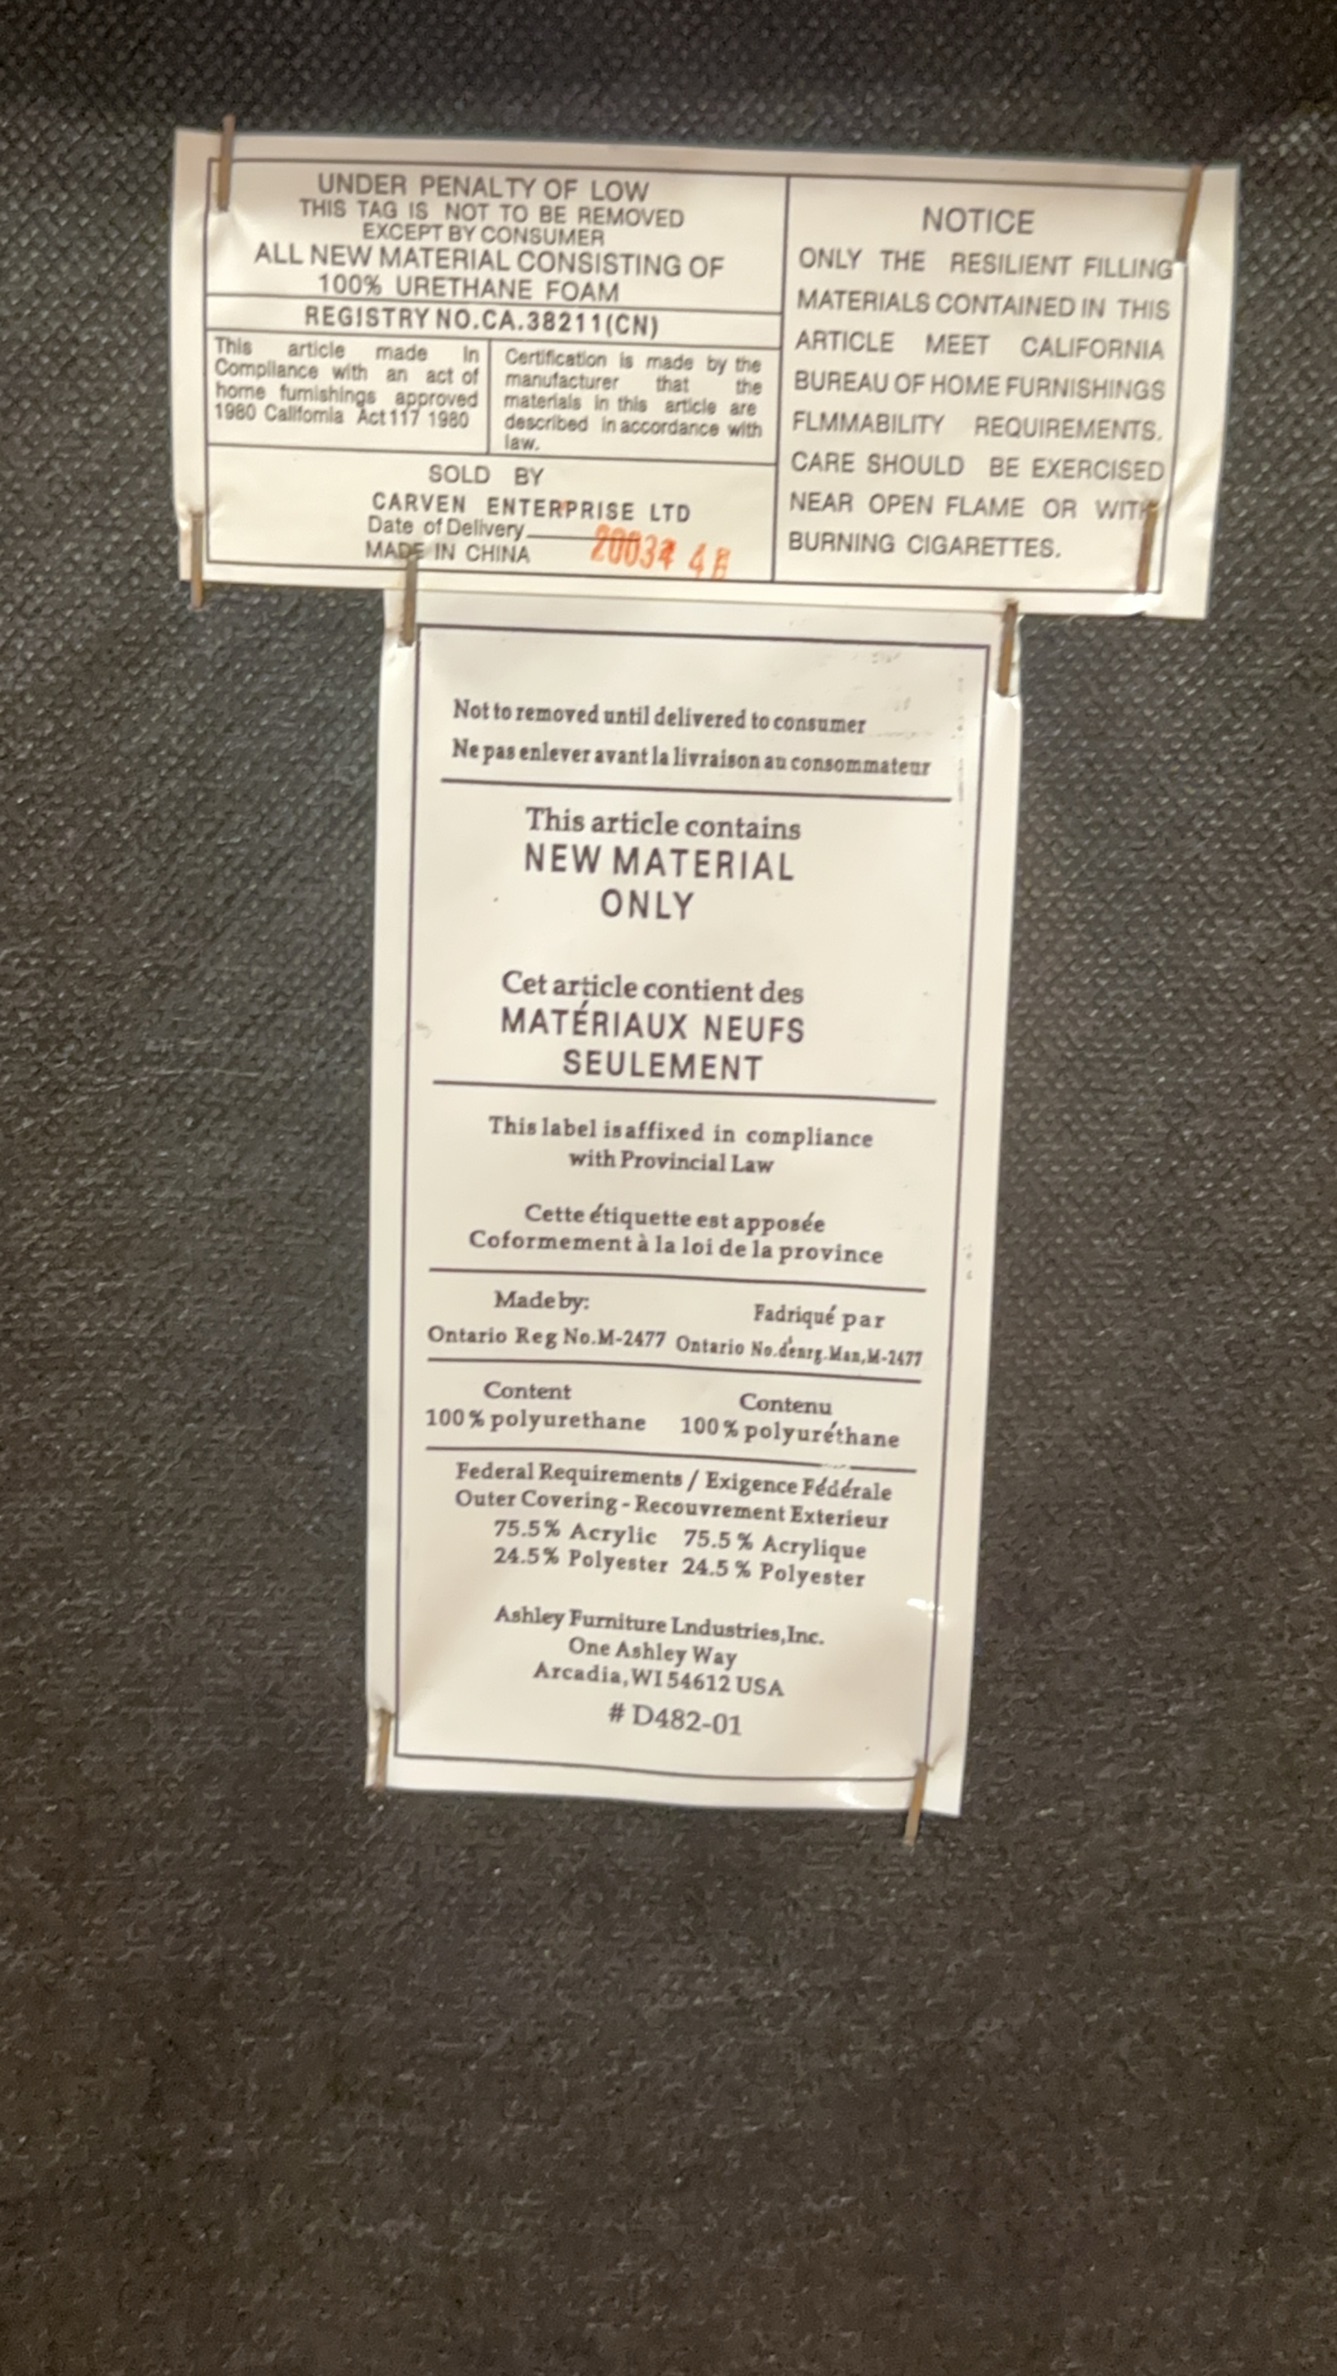 UNDER PENALTY OF LOW
THIS TAG IS NOT TO BE REMOVED
EXCEPT BY CONSUMER
ALL NEW MATERIAL CONSISTING OF
100% URETHANE FOAM
REGISTRY NO.CA.38211(CN)
This article made In
Compliance with an act of
home furnishings approved
1980 California Act 117 1980
Certification is made by the
manufacturer that the
materials in this article are
described in accordance with
law.
SOLD BY
CARVEN ENTERPRISE LTD
Date of Delivery
MADE IN CHINA
NOTICE
ONLY THE RESILIENT FILLING
MATERIALS CONTAINED IN THIS
ARTICLE MEET CALIFORNIA
BUREAU OF HOME FURNISHINGS
FLMMABILITY REQUIREMENTS.
CARE SHOULD BE EXERCISED
NEAR OPEN FLAME OR WITH
BURNING CIGARETTES.
Not to removed until delivered to consumer
Ne pas enlever avant la livraison au consommateur
This article contains
NEW MATERIAL
ONLY
Cet article contient des
MATÉRIAUX NEUFS
SEULEMENT
This label is affixed in compliance
with Provincial Law
Cette étiquette est apposée
Coformement à la loi de la province
Made by:
Ontario Reg No.M-2477
Fadriqué par
Ontario No.d'enrg.Man,M-2477
Content
100% polyurethane
Contenu
100% polyuréthane
Federal Requirements / Exigence Fédérale
Outer Covering - Recouvrement Exterieur
75.5% Acrylic 75.5% Acrylique
24.5% Polyester 24.5% Polyester
Ashley Furniture Lndustries,Inc.
One Ashley Way
Arcadia,WI 54612 USA
# D482-01